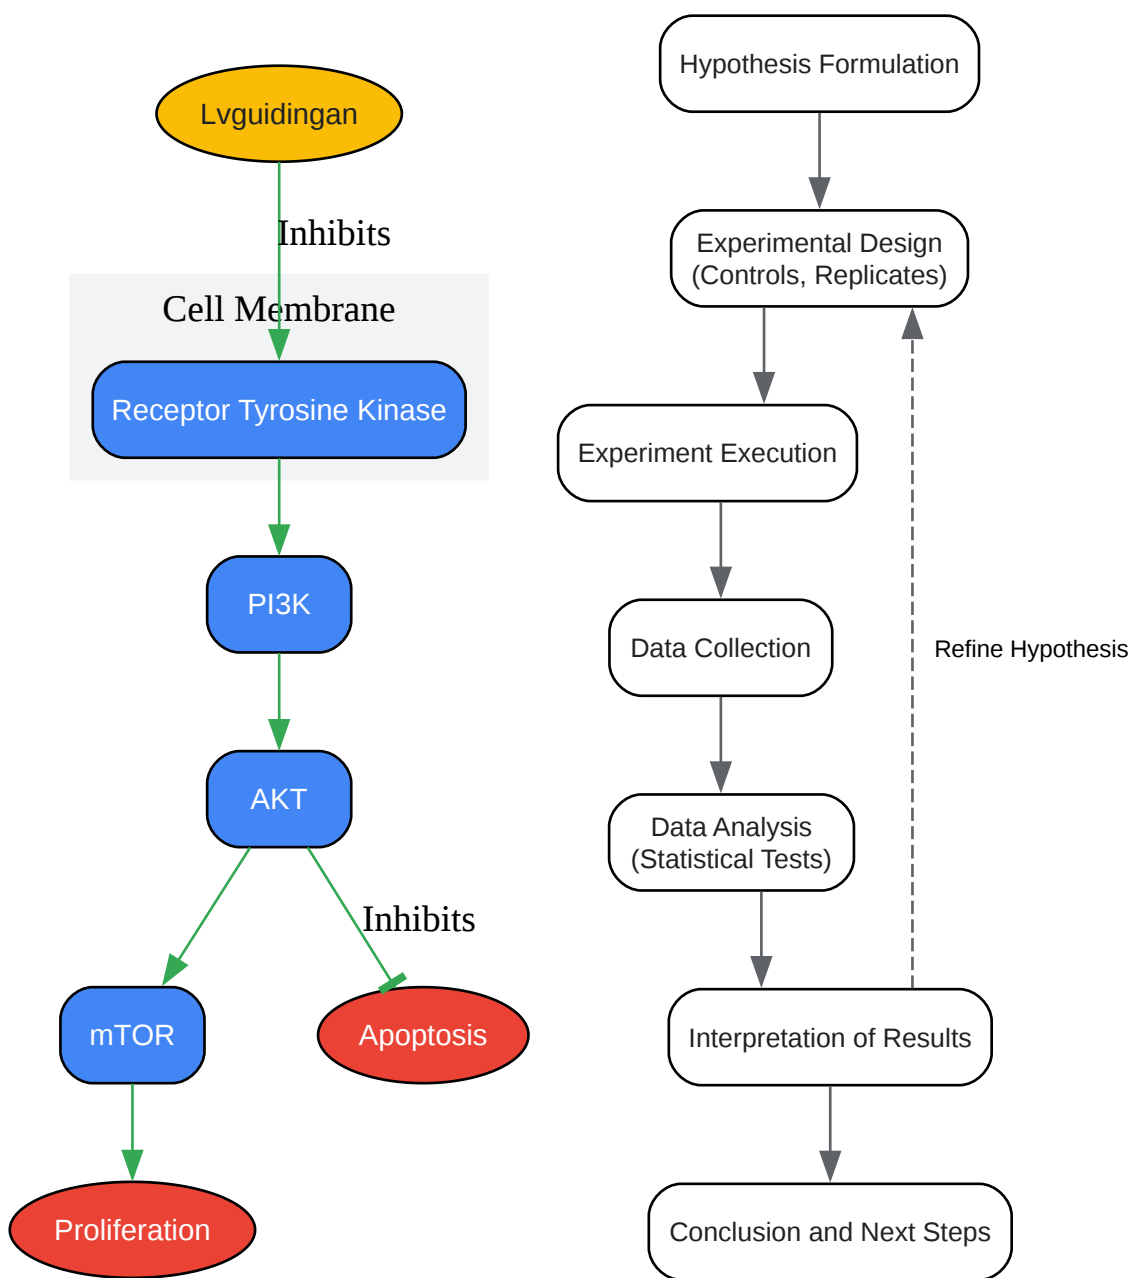 Lvguidingan
Inhibits
Cell Membrane
Receptor Tyrosine Kinase
PI3K
AKT
Inhibits
mTOR
Apoptosis
Proliferation
Hypothesis Formulation
Experimental Design
(Controls, Replicates)
Experiment Execution
Data Collection
Refine Hypothesis
Data Analysis
(Statistical Tests)
Interpretation of Results
Conclusion and Next Steps